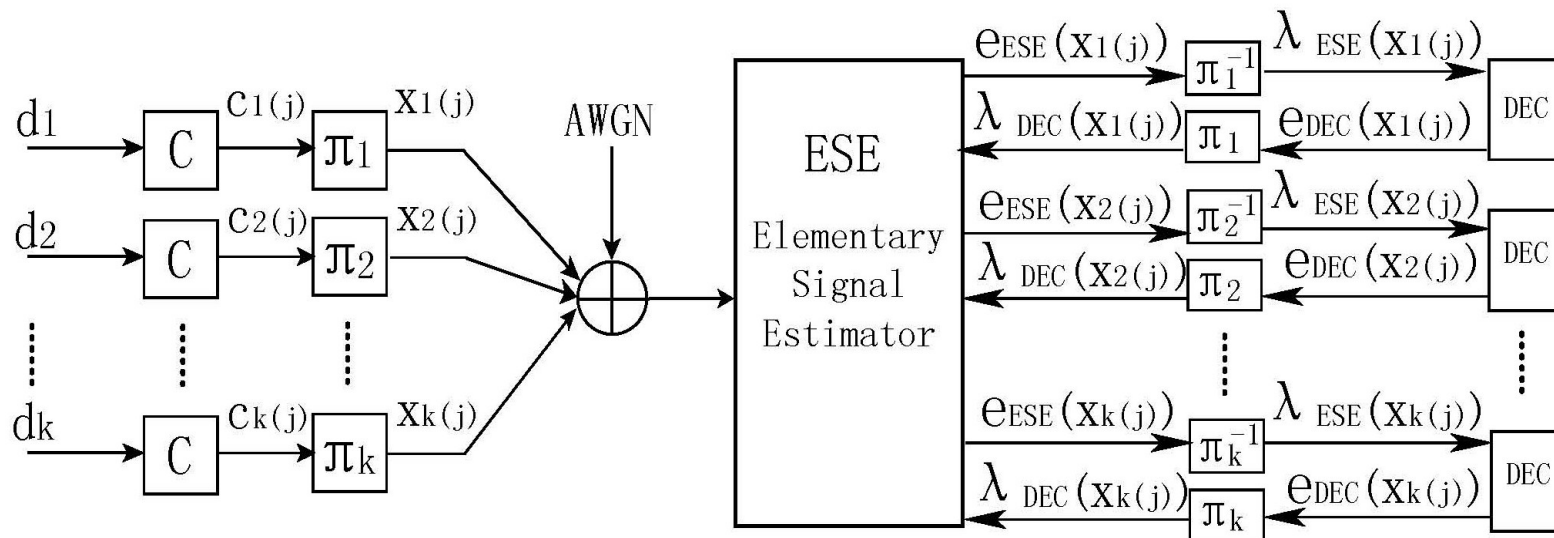 d1
C
c1(j)
π1
x1(j)
d2
C
c2(j)
π2
x2(j)
dk
C
ck(j)
πk
xk(j)
AWGN
ESE
Elementary
Signal
Estimator
eESE(x1(j))
π1⁻¹
λ ESE(x1(j))
λ DEC(x1(j))
π1
eDEC(x1(j))
DEC
eESE(x2(j))
π2⁻¹
λ ESE(x2(j))
λ DEC(x2(j))
π2
eDEC(x2(j))
DEC
eESE(xk(j))
πk⁻¹
λ ESE(xk(j))
λ DEC(xk(j))
πk
eDEC(xk(j))
DEC